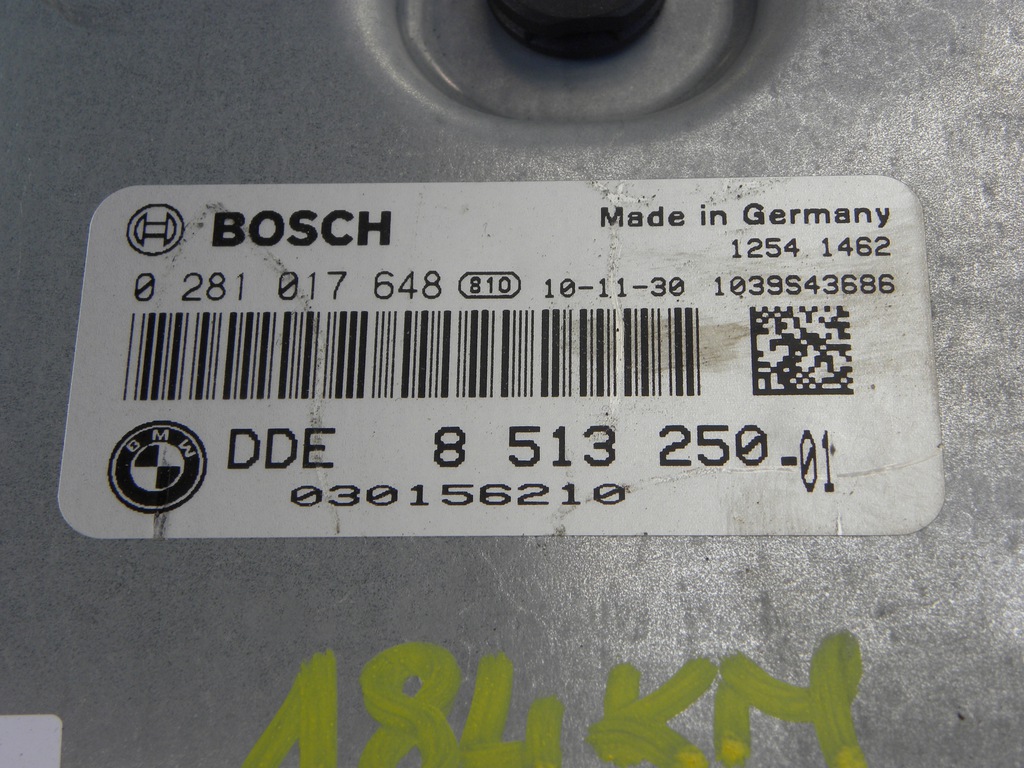 BOSCH Made in Germany
1254 1462
0 281 017 648 810 10-11-30 1039S43686
BMW DDE 8 513 250-01
030156210
184KM